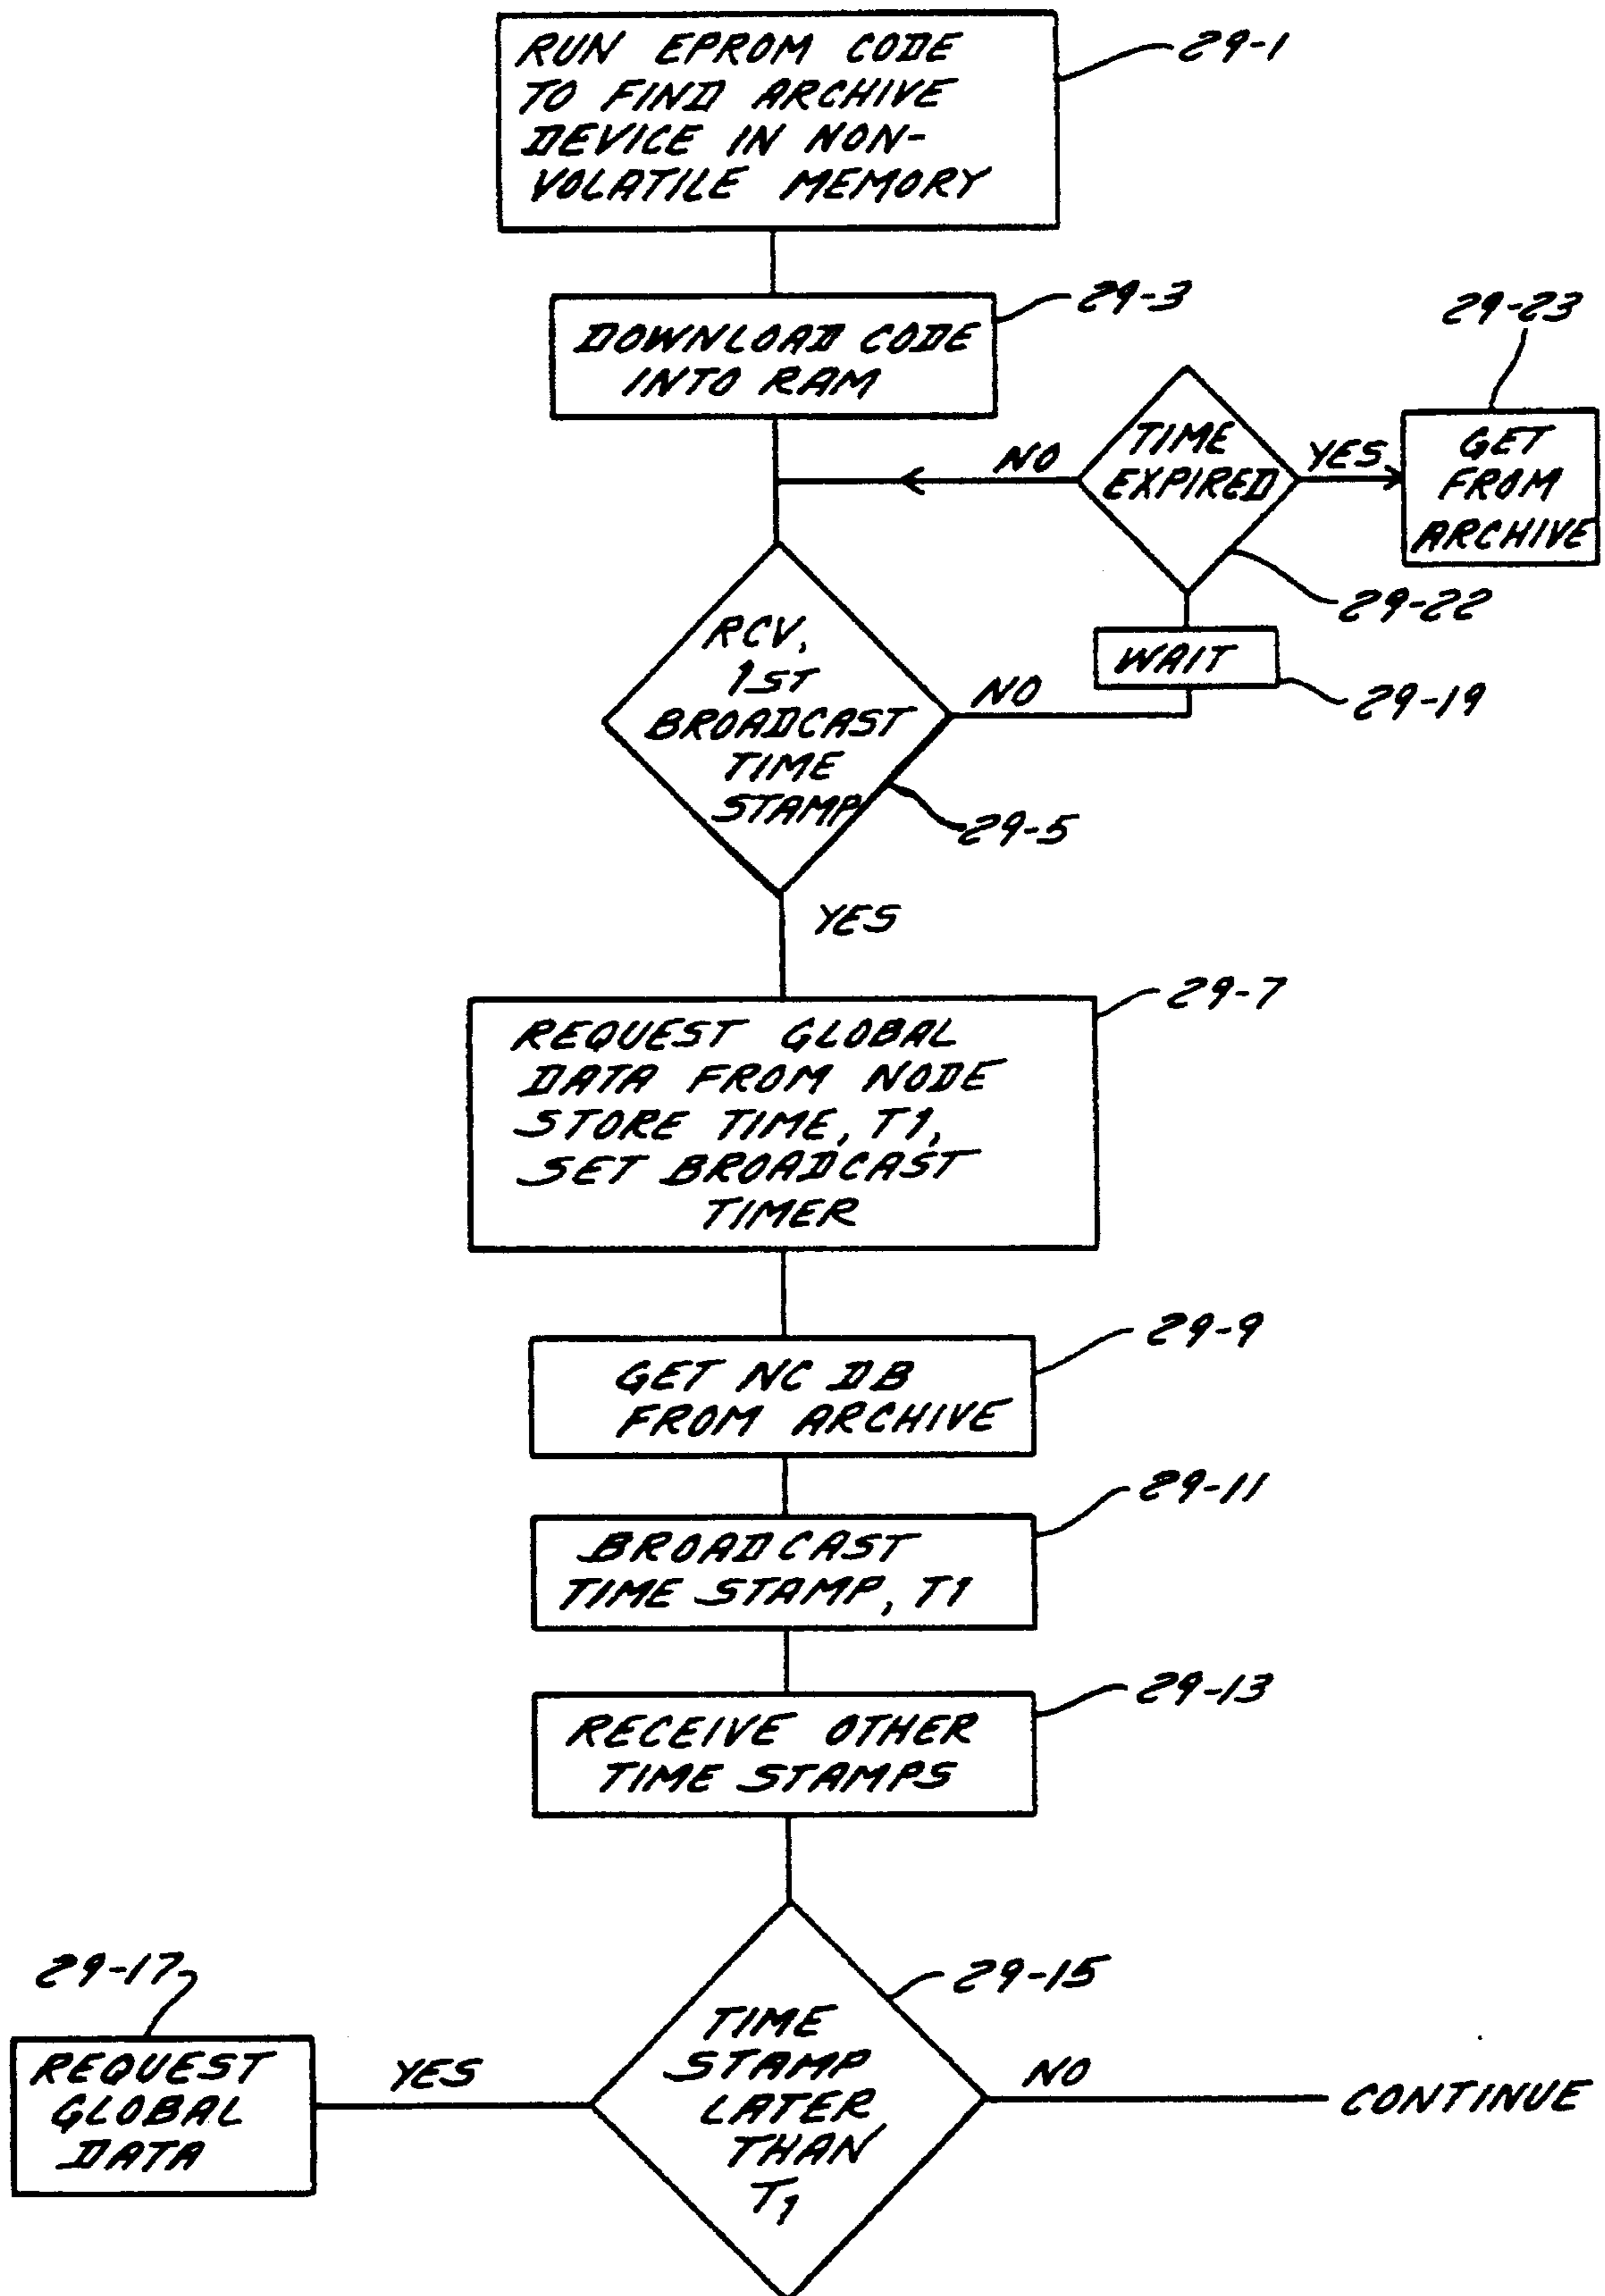 RUN EPROM CODE
TO FIND ARCHIVE
DEVICE IN NON-
VOLATILE MEMORY
29-1
DOWNLOAD CODE
INTO RAM
29-3
29-23
TIME
EXPIRED
NO
YES
GET
FROM
ARCHIVE
29-22
WAIT
29-19
RCV,
1ST
BROADCAST
TIME
STAMP
NO
29-5
YES
29-7
REQUEST GLOBAL
DATA FROM NODE
STORE TIME, T1,
SET BROADCAST
TIMER
29-9
GET NC DB
FROM ARCHIVE
29-11
BROADCAST
TIME STAMP, T1
29-13
RECEIVE OTHER
TIME STAMPS
29-15
TIME
STAMP
LATER
THAN
T1
29-17
REQUEST
GLOBAL
DATA
YES
NO
CONTINUE